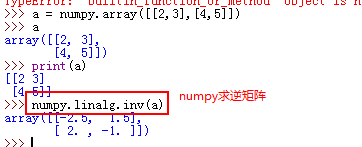 TypeError: 'builtin_function_or_method' object is n
>>> a = numpy.array([[2,3],[4,5]])
>>> a
array([[2, 3],
[4, 5]])
>>> print(a)
[[2 3]
[4 5]]
>>> numpy.linalg.inv(a) numpy求逆矩阵
array([[-2.5, 1.5],
[ 2. , -1. ]])
>>>